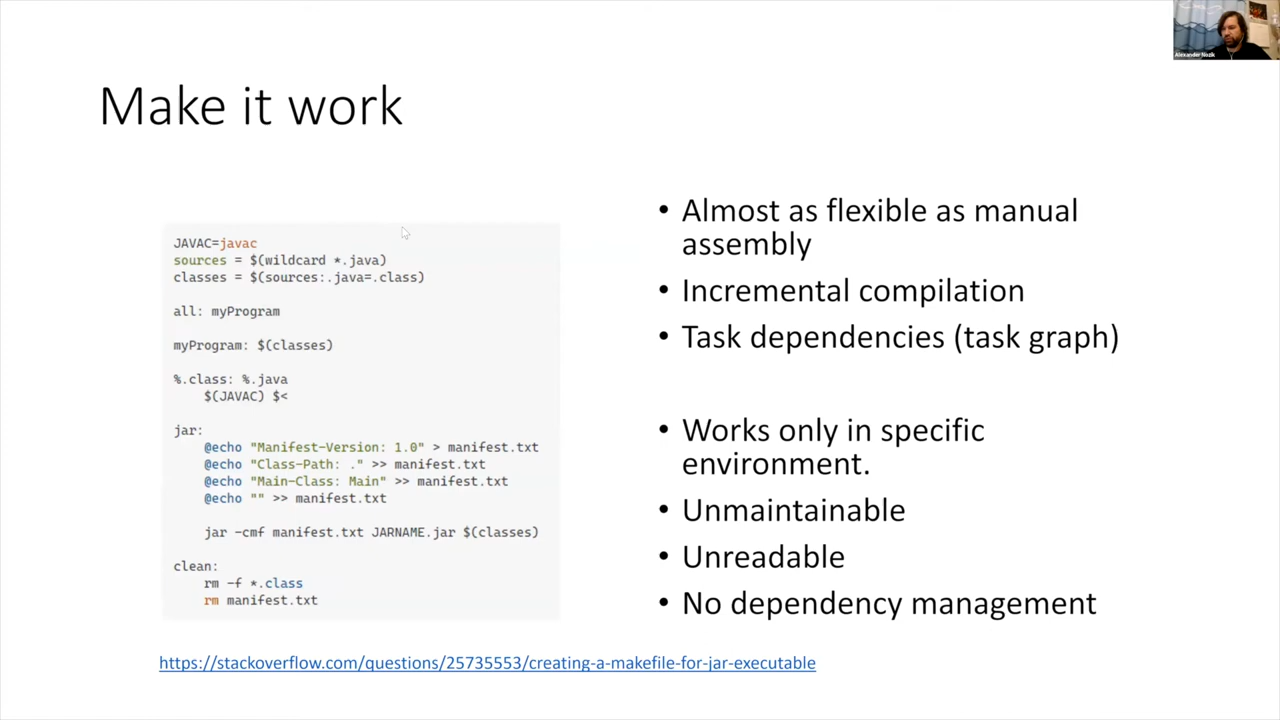 Alexander Nozik
Make it work
JAVAC=javac
sources = $(wildcard *.java)
classes = $(sources:.java=.class)
all: myProgram
myProgram: $(classes)
%.class: %.java
$(JAVAC) $<
jar:
@echo "Manifest-Version: 1.0" > manifest.txt
@echo "Class-Path: ." >> manifest.txt
@echo "Main-Class: Main" >> manifest.txt
@echo "" >> manifest.txt
jar -cmf manifest.txt JARNAME.jar $(classes)
clean:
rm -f *.class
rm manifest.txt
• Almost as flexible as manual
assembly
• Incremental compilation
• Task dependencies (task graph)
• Works only in specific
environment.
• Unmaintainable
• Unreadable
• No dependency management
https://stackoverflow.com/questions/25735553/creating-a-makefile-for-jar-executable